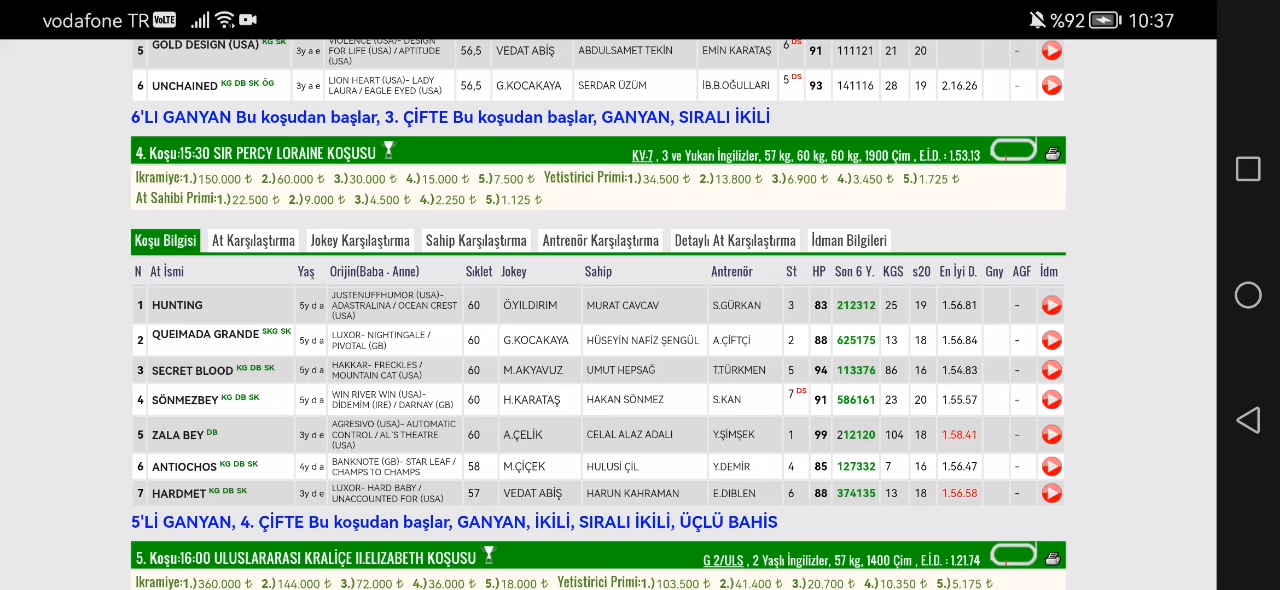 vodafone TR VoLTE %92 10:37
5 GOLD DESIGN (USA) KG SK 3y a e VIOLENCE (USA)- DESIGN FOR LIFE (USA) / APTITUDE (USA) 56,5 VEDAT ABİŞ ABDULSAMET TEKİN EMİN KARATAŞ 6 DS 91 111121 21 20 -
6 UNCHAINED KG DB SK ÖG 3y a e LION HEART (USA)- LADY LAURA / EAGLE EYED (USA) 56,5 G.KOCAKAYA SERDAR ÜZÜM İB.B.OĞULLARI 5 DS 93 141116 28 19 2.16.26 -
6'LI GANYAN Bu koşudan başlar, 3. ÇİFTE Bu koşudan başlar, GANYAN, SIRALI İKİLİ
4. Koşu:15:30 SIR PERCY LORAINE KOŞUSU KV-7 , 3 ve Yukarı İngilizler, 57 kg, 60 kg, 60 kg, 1900 Çim , E.İ.D. : 1.53.13
Ikramiye:1.)150.000 ₺ 2.)60.000 ₺ 3.)30.000 ₺ 4.)15.000 ₺ 5.)7.500 ₺ Yetistirici Primi:1.)34.500 ₺ 2.)13.800 ₺ 3.)6.900 ₺ 4.)3.450 ₺ 5.)1.725 ₺
At Sahibi Primi:1.)22.500 ₺ 2.)9.000 ₺ 3.)4.500 ₺ 4.)2.250 ₺ 5.)1.125 ₺
Koşu Bilgisi At Karşılaştırma Jokey Karşılaştırma Sahip Karşılaştırma Antrenör Karşılaştırma Detaylı At Karşılaştırma İdman Bilgileri
N At İsmi Yaş Orijin(Baba - Anne) Sıklet Jokey Sahip Antrenör St HP Son 6 Y. KGS s20 En İyi D. Gny AGF İdm
1 HUNTING 5y d a JUSTENUFFHUMOR (USA)- ADASTRALINA / OCEAN CREST (USA) 60 Ö.YILDIRIM MURAT CAVCAV S.GÜRKAN 3 83 212312 25 19 1.56.81 -
2 QUEIMADA GRANDE SKG SK 5y d a LUXOR- NIGHTINGALE / PIVOTAL (GB) 60 G.KOCAKAYA HÜSEYİN NAFİZ ŞENGÜL A.ÇİFTÇİ 2 88 625175 13 18 1.56.84 -
3 SECRET BLOOD KG DB SK 5y d a HAKKAR- FRECKLES / MOUNTAIN CAT (USA) 60 M.AKYAVUZ UMUT HEPSAĞ T.TÜRKMEN 5 94 113376 86 16 1.54.83 -
4 SÖNMEZBEY KG DB SK 5y d a WIN RIVER WIN (USA)- DİDEMİM (IRE) / DARNAY (GB) 60 H.KARATAŞ HAKAN SÖNMEZ S.KAN 7 DS 91 586161 23 20 1.55.57 -
5 ZALA BEY DB 3y d e AGRESIVO (USA)- AUTOMATIC CONTROL / AL'S THEATRE (USA) 60 A.ÇELİK CELAL ALAZ ADALI Y.ŞİMŞEK 1 99 212120 104 18 1.58.41 -
6 ANTIOCHOS KG DB SK 4y d a BANKNOTE (GB)- STAR LEAF / CHAMPS TO CHAMPS 58 M.ÇİÇEK HULUSİ ÇİL Y.DEMİR 4 85 127332 7 16 1.56.47 -
7 HARDMET KG DB SK 3y d e LUXOR- HARD BABY / UNACCOUNTED FOR (USA) 57 VEDAT ABİŞ HARUN KAHRAMAN E.DIBLEN 6 88 374135 13 18 1.56.58 -
5'Lİ GANYAN, 4. ÇİFTE Bu koşudan başlar, GANYAN, İKİLİ, SIRALI İKİLİ, ÜÇLÜ BAHİS
5. Koşu:16:00 ULUSLARARASI KRALİÇE II.ELIZABETH KOŞUSU G 2/ULS , 2 Yaşlı İngilizler, 57 kg, 1400 Çim , E.İ.D. : 1.21.74
Ikramiye:1.)360.000 ₺ 2.)144.000 ₺ 3.)72.000 ₺ 4.)36.000 ₺ 5.)18.000 ₺ Yetistirici Primi:1.)103.500 ₺ 2.)41.400 ₺ 3.)20.700 ₺ 4.)10.350 ₺ 5.)5.175 ₺